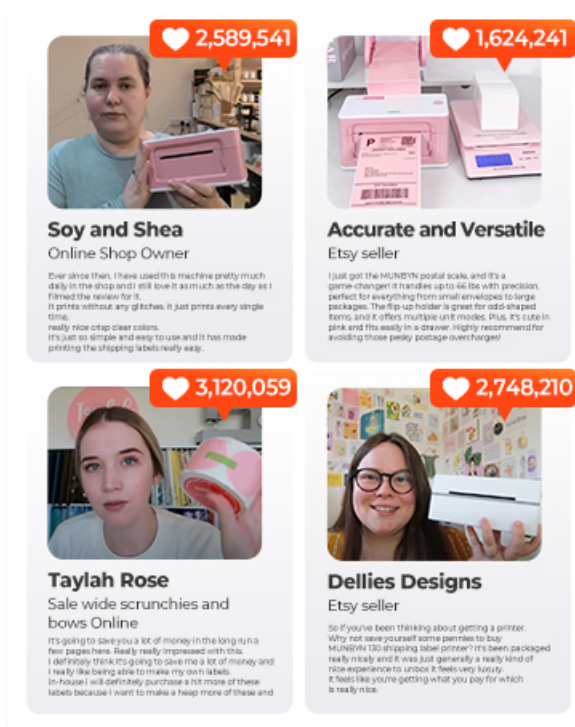 2,589,541
Soy and Shea
Online Shop Owner
Ever since then, I have used this machine pretty much
daily in the shop and I still love it as much as the day as I
filmed the review for it.
It prints without any glitches. It just prints every single
time.
really nice crisp clear colors.
It's just so simple and easy to use and it has made
printing the shipping labels really easy.
1,624,241
P
Accurate and Versatile
Etsy seller
I just got the MUNBYN postal scale, and it's a
game-changer! It handles up to 66 lbs with precision,
perfect for everything from small envelopes to large
packages. The flip-up holder is great for odd-shaped
items, and it offers multiple unit modes. Plus, it's cute in
pink and fits easily in a drawer. Highly recommend for
avoiding those pesky postage overcharges!
3,120,059
Taylah Rose
Sale wide scrunchies and
bows Online
It's going to save you a lot of money in the long run a
few pages here. Really really impressed with this.
I definitely think it's going to save me a lot of money and
I really like being able to make my own labels.
in-house i will definitely purchase a hit more of these
labels because I want to make a heap more of these and
2,748,210
Dellies Designs
Etsy seller
So if you've been thinking about getting a printer.
Why not save yourself some pennies to buy
MUNBYN 130 shipping label printer? It's been packaged
really nicely and it was just generally a really kind of
nice experience to unbox it feels very luxury.
It feels like you're getting what you pay for which
is really nice.